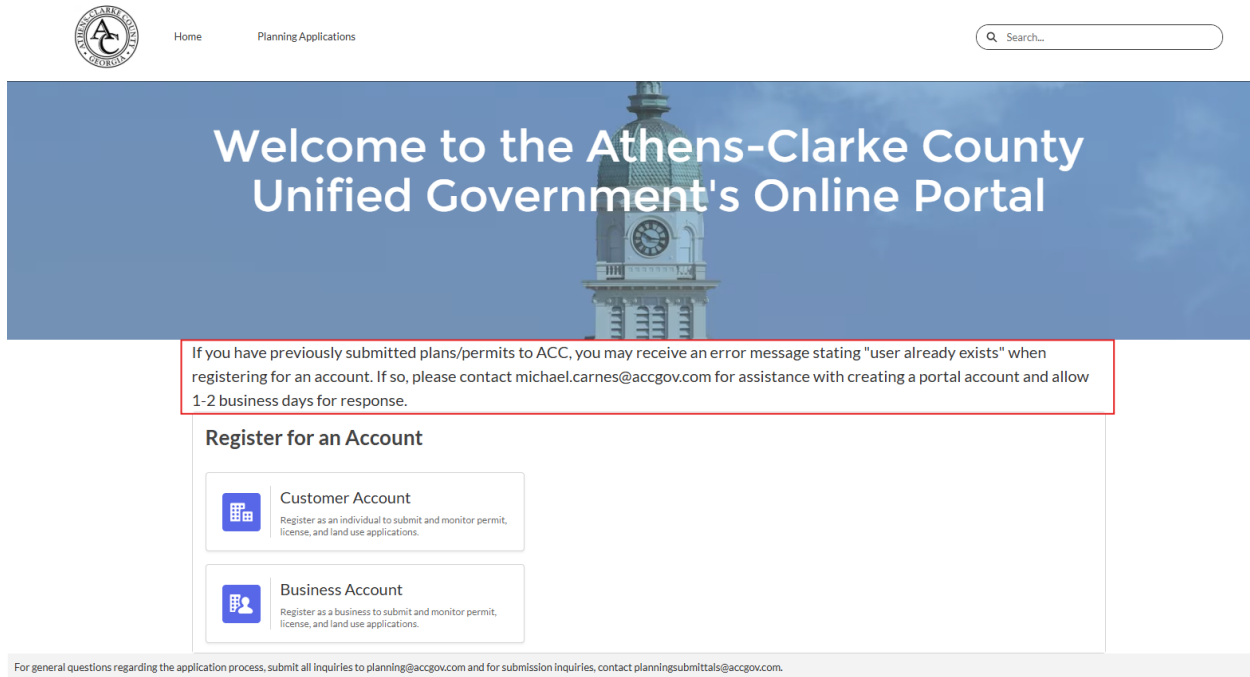 ATHENS-CLARKE COUNTY
AC
GEORGIA
Home
Planning Applications
Search...
Welcome to the Athens-Clarke County
Unified Government's Online Portal
If you have previously submitted plans/permits to ACC, you may receive an error message stating "user already exists" when
registering for an account. If so, please contact michael.carnes@accgov.com for assistance with creating a portal account and allow
1-2 business days for response.
Register for an Account
Customer Account
Register as an individual to submit and monitor permit,
license, and land use applications.
Business Account
Register as a business to submit and monitor permit,
license, and land use applications.
For general questions regarding the application process, submit all inquiries to planning@accgov.com and for submission inquiries, contact planningsubmittals@accgov.com.